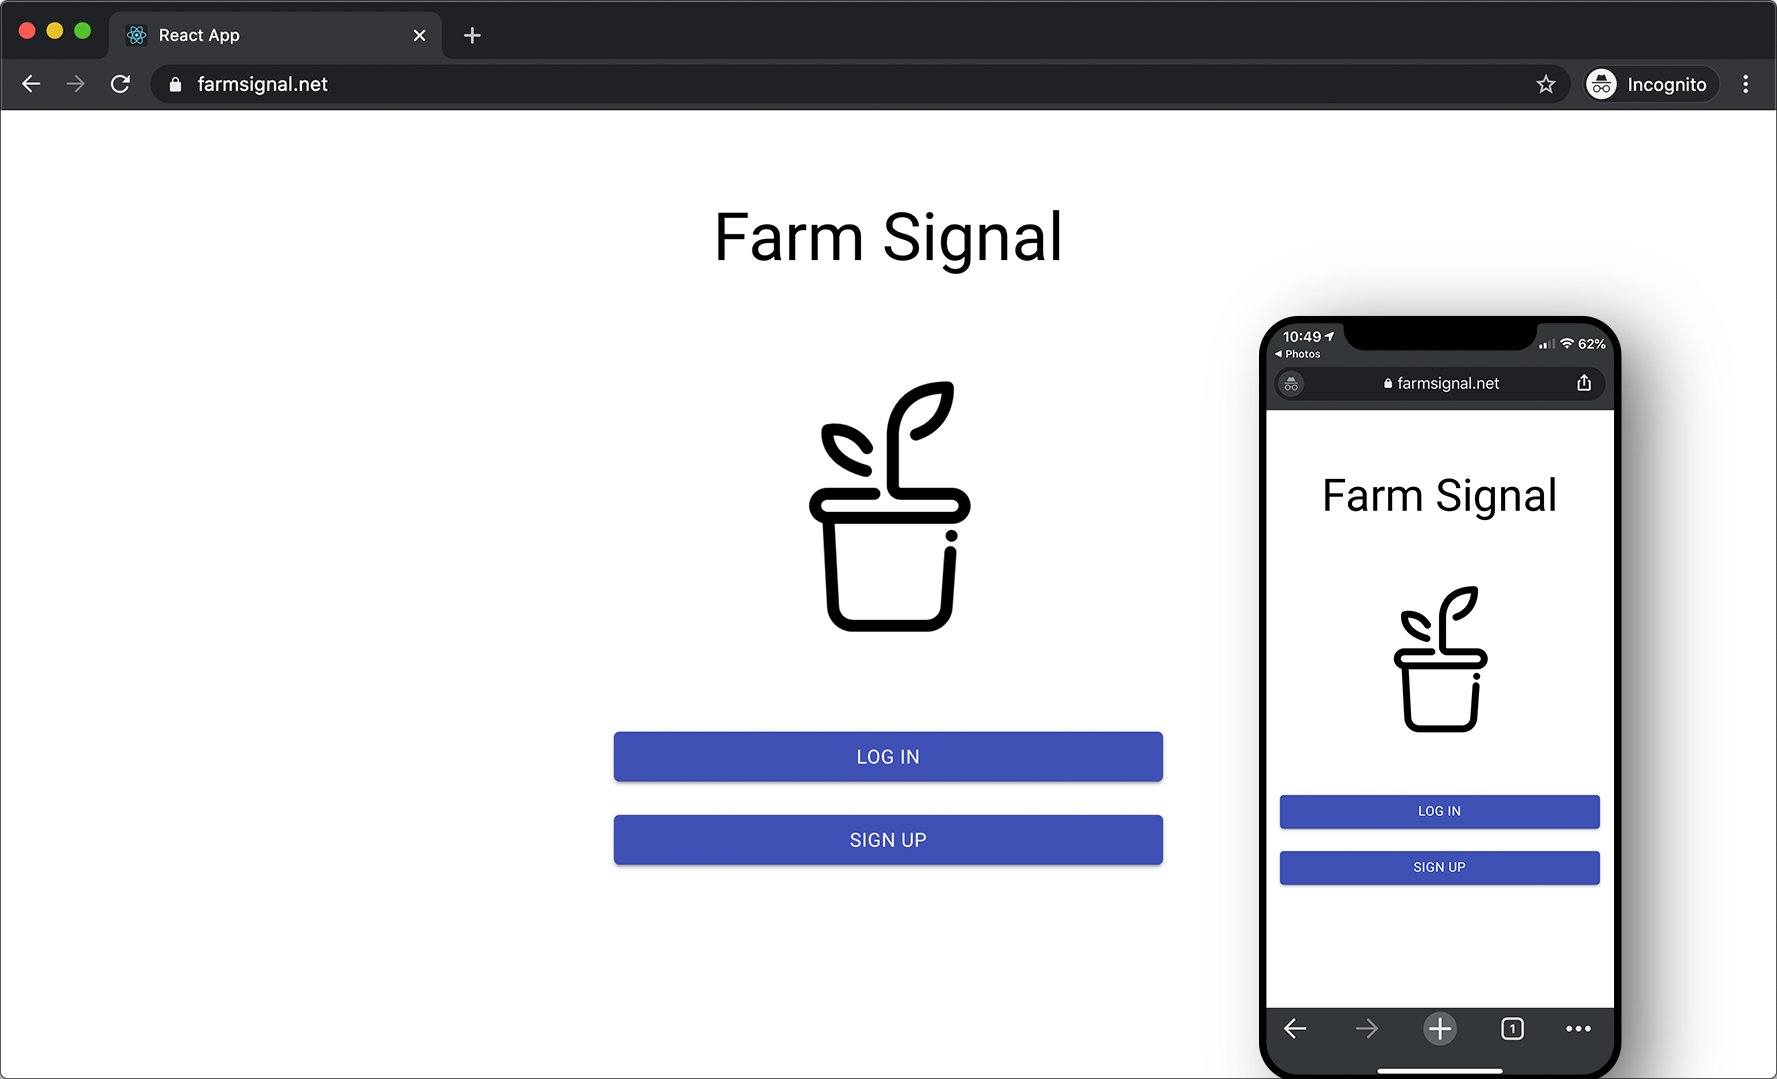 React App
farmsignal.net
Incognito
Farm Signal
LOG IN
SIGN UP
10:49
62%
Photos
farmsignal.net
Farm Signal
LOG IN
SIGN UP
1